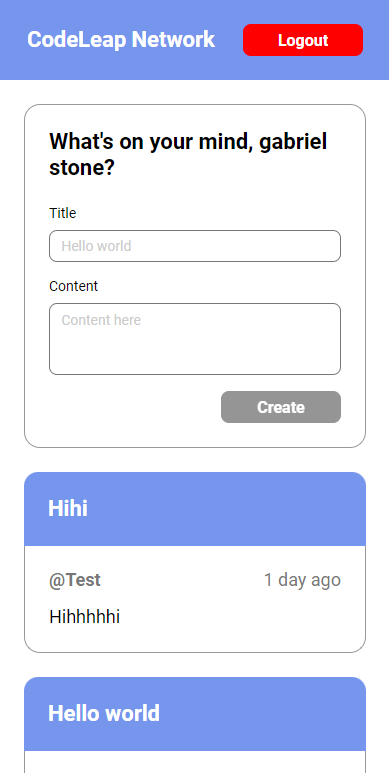 CodeLeap Network
Logout
What's on your mind, gabriel
stone?
Title
Hello world
Content
Content here
Create
Hihi
@Test 1 day ago
Hihhhhhi
Hello world